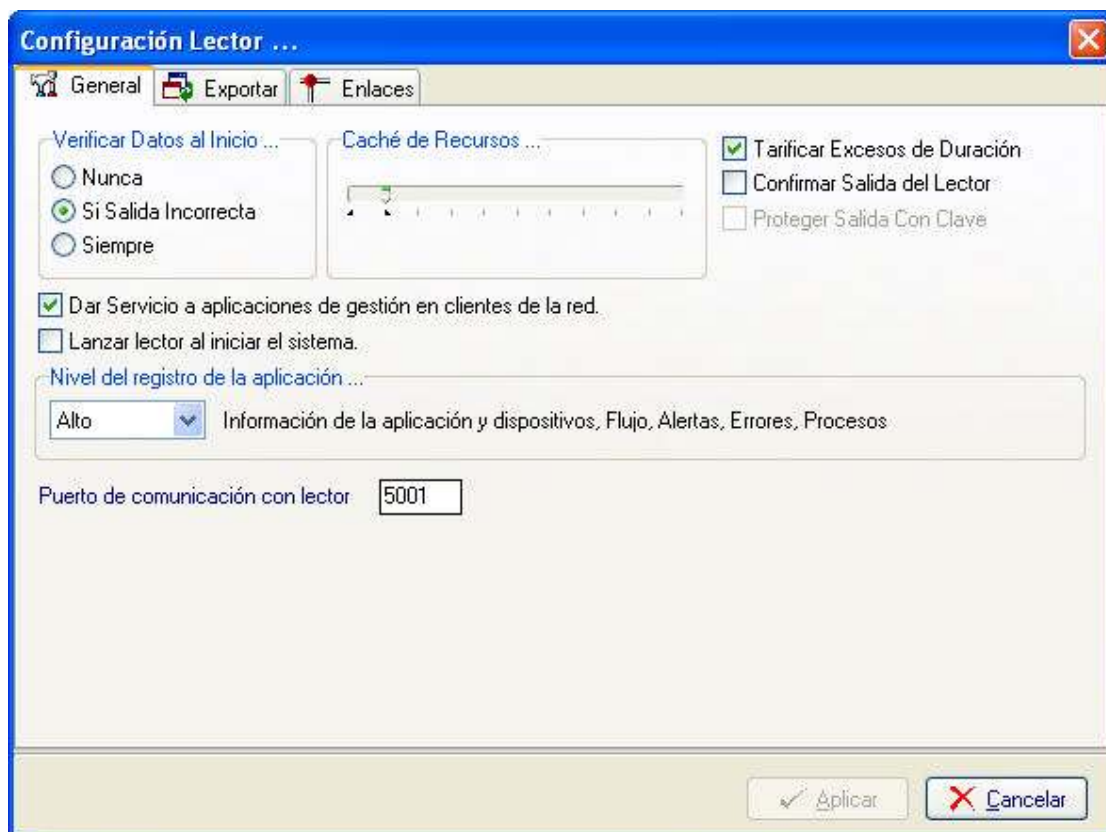 Configuración Lector ...
General Exportar Enlaces
Verificar Datos al Inicio ...
Nunca
Si Salida Incorrecta
Siempre
Caché de Recursos ...
Tarificar Excesos de Duración
Confirmar Salida del Lector
Proteger Salida Con Clave
Dar Servicio a aplicaciones de gestión en clientes de la red.
Lanzar lector al iniciar el sistema.
Nivel del registro de la aplicación ...
Alto Información de la aplicación y dispositivos, Flujo, Alertas, Errores, Procesos
Puerto de comunicación con lector 5001
Aplicar Cancelar